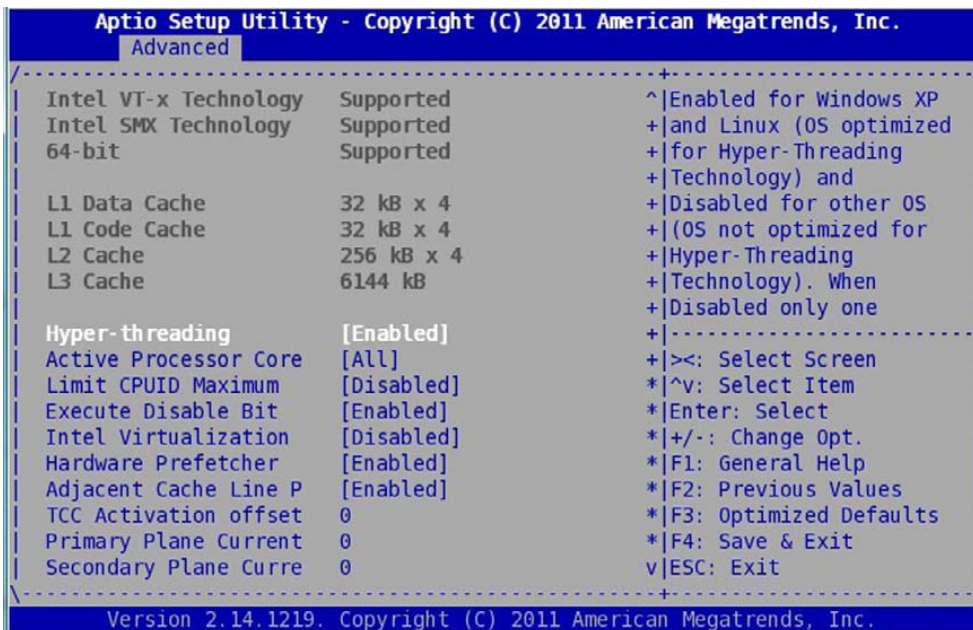 Aptio Setup Utility - Copyright (C) 2011 American Megatrends, Inc.
Advanced
/------------------------------------------------+-----------------------
| Intel VT-x Technology Supported ^|Enabled for Windows XP
| Intel SMX Technology Supported +|and Linux (OS optimized
| 64-bit Supported +|for Hyper-Threading
| +|Technology) and
| L1 Data Cache 32 kB x 4 +|Disabled for other OS
| L1 Code Cache 32 kB x 4 +|(OS not optimized for
| L2 Cache 256 kB x 4 +|Hyper-Threading
| L3 Cache 6144 kB +|Technology). When
| +|Disabled only one
| Hyper-threading [Enabled] +|-----------------------
| Active Processor Core [All] +|><: Select Screen
| Limit CPUID Maximum [Disabled] *|^v: Select Item
| Execute Disable Bit [Enabled] *|Enter: Select
| Intel Virtualization [Disabled] *|+/-: Change Opt.
| Hardware Prefetcher [Enabled] *|F1: General Help
| Adjacent Cache Line P [Enabled] *|F2: Previous Values
| TCC Activation offset 0 *|F3: Optimized Defaults
| Primary Plane Current 0 *|F4: Save & Exit
| Secondary Plane Curre 0 v|ESC: Exit
\------------------------------------------------+-----------------------
Version 2.14.1219. Copyright (C) 2011 American Megatrends, Inc.